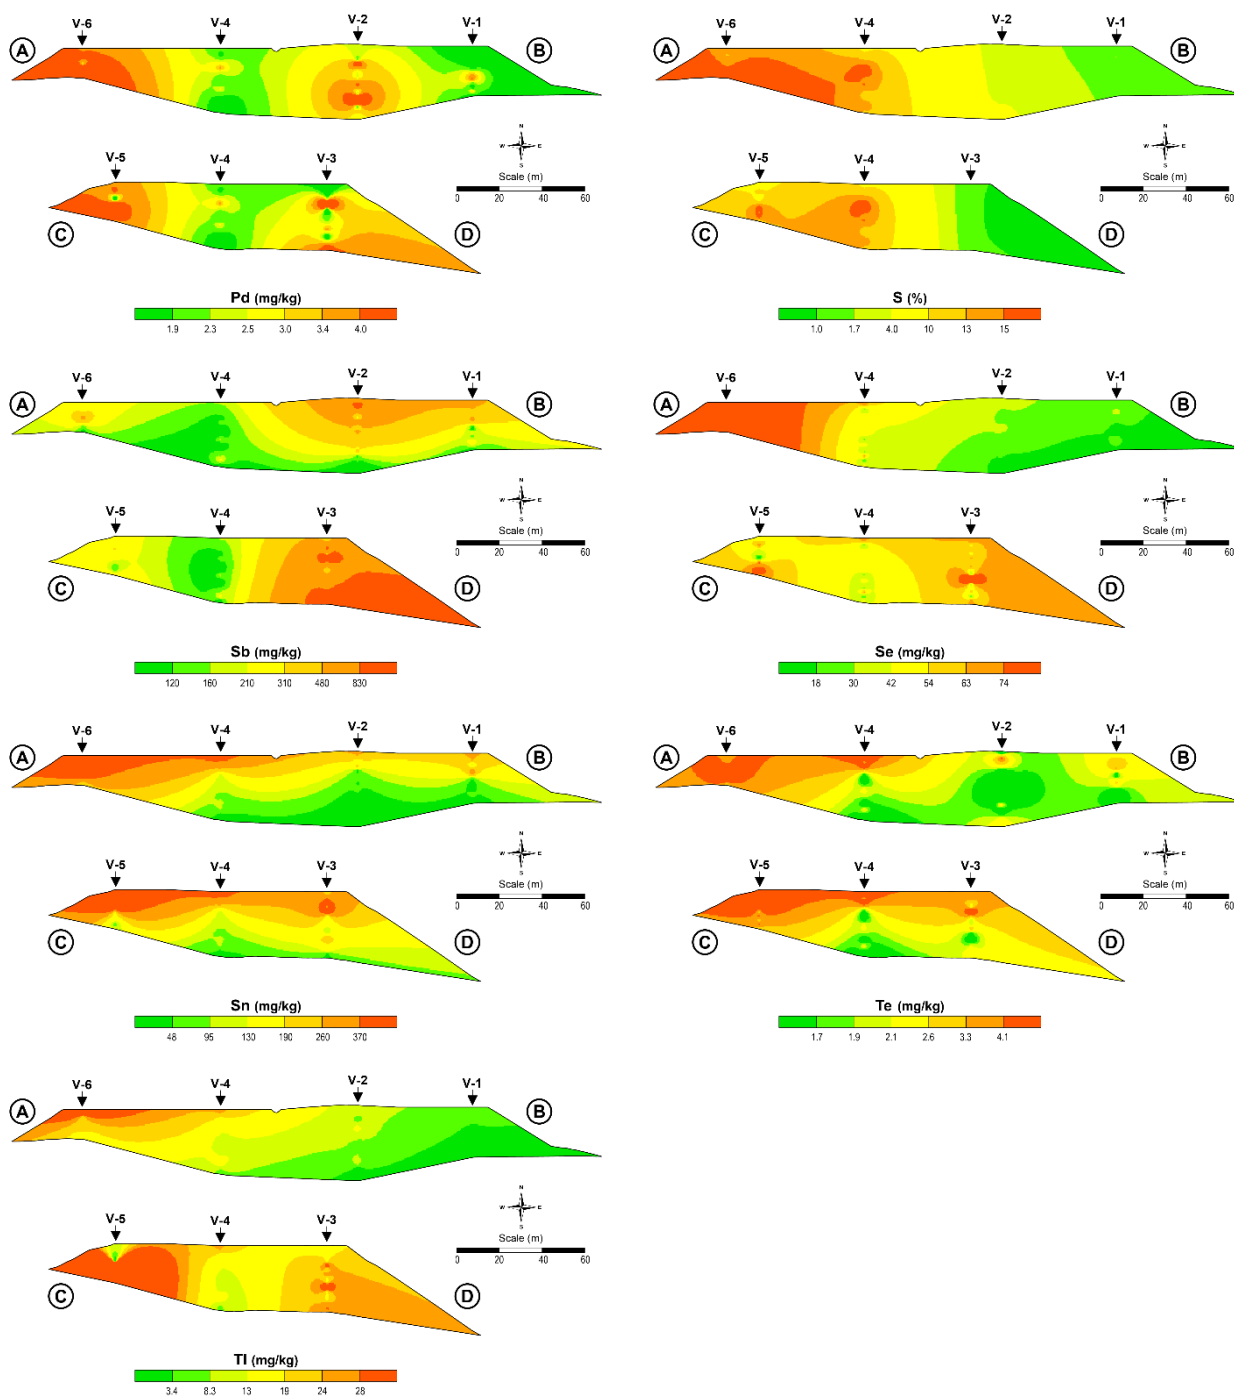 V-6 V-4 V-2 V-1
A B
V-5 V-4 V-3
C D
N
W E
S
Scale (m)
0 20 40 60
Pd (mg/kg)
1.9 2.3 2.5 3.0 3.4 4.0
V-6 V-4 V-2 V-1
A B
V-5 V-4 V-3
C D
N
W E
S
Scale (m)
0 20 40 60
S (%)
1.0 1.7 4.0 10 13 15
V-6 V-4 V-2 V-1
A B
V-5 V-4 V-3
C D
N
W E
S
Scale (m)
0 20 40 60
Sb (mg/kg)
120 160 210 310 480 830
V-6 V-4 V-2 V-1
A B
V-5 V-4 V-3
C D
N
W E
S
Scale (m)
0 20 40 60
Se (mg/kg)
18 30 42 54 63 74
V-6 V-4 V-2 V-1
A B
V-5 V-4 V-3
C D
N
W E
S
Scale (m)
0 20 40 60
Sn (mg/kg)
48 95 130 190 260 370
V-6 V-4 V-2 V-1
A B
V-5 V-4 V-3
C D
N
W E
S
Scale (m)
0 20 40 60
Te (mg/kg)
1.7 1.9 2.1 2.6 3.3 4.1
V-6 V-4 V-2 V-1
A B
V-5 V-4 V-3
C D
N
W E
S
Scale (m)
0 20 40 60
Tl (mg/kg)
3.4 8.3 13 19 24 28